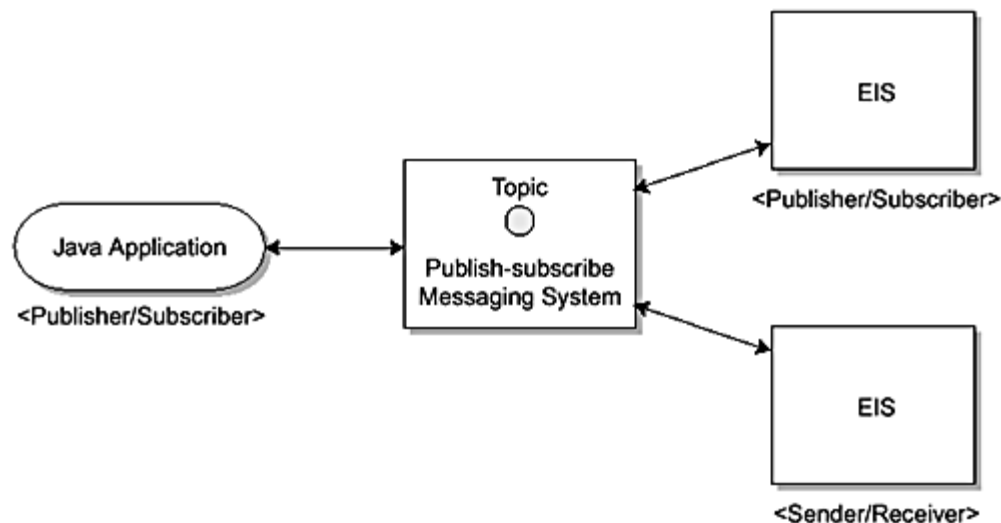 Java Application
<Publisher/Subscriber>
Topic
Publish-subscribe
Messaging System
EIS
<Publisher/Subscriber>
EIS
<Sender/Receiver>